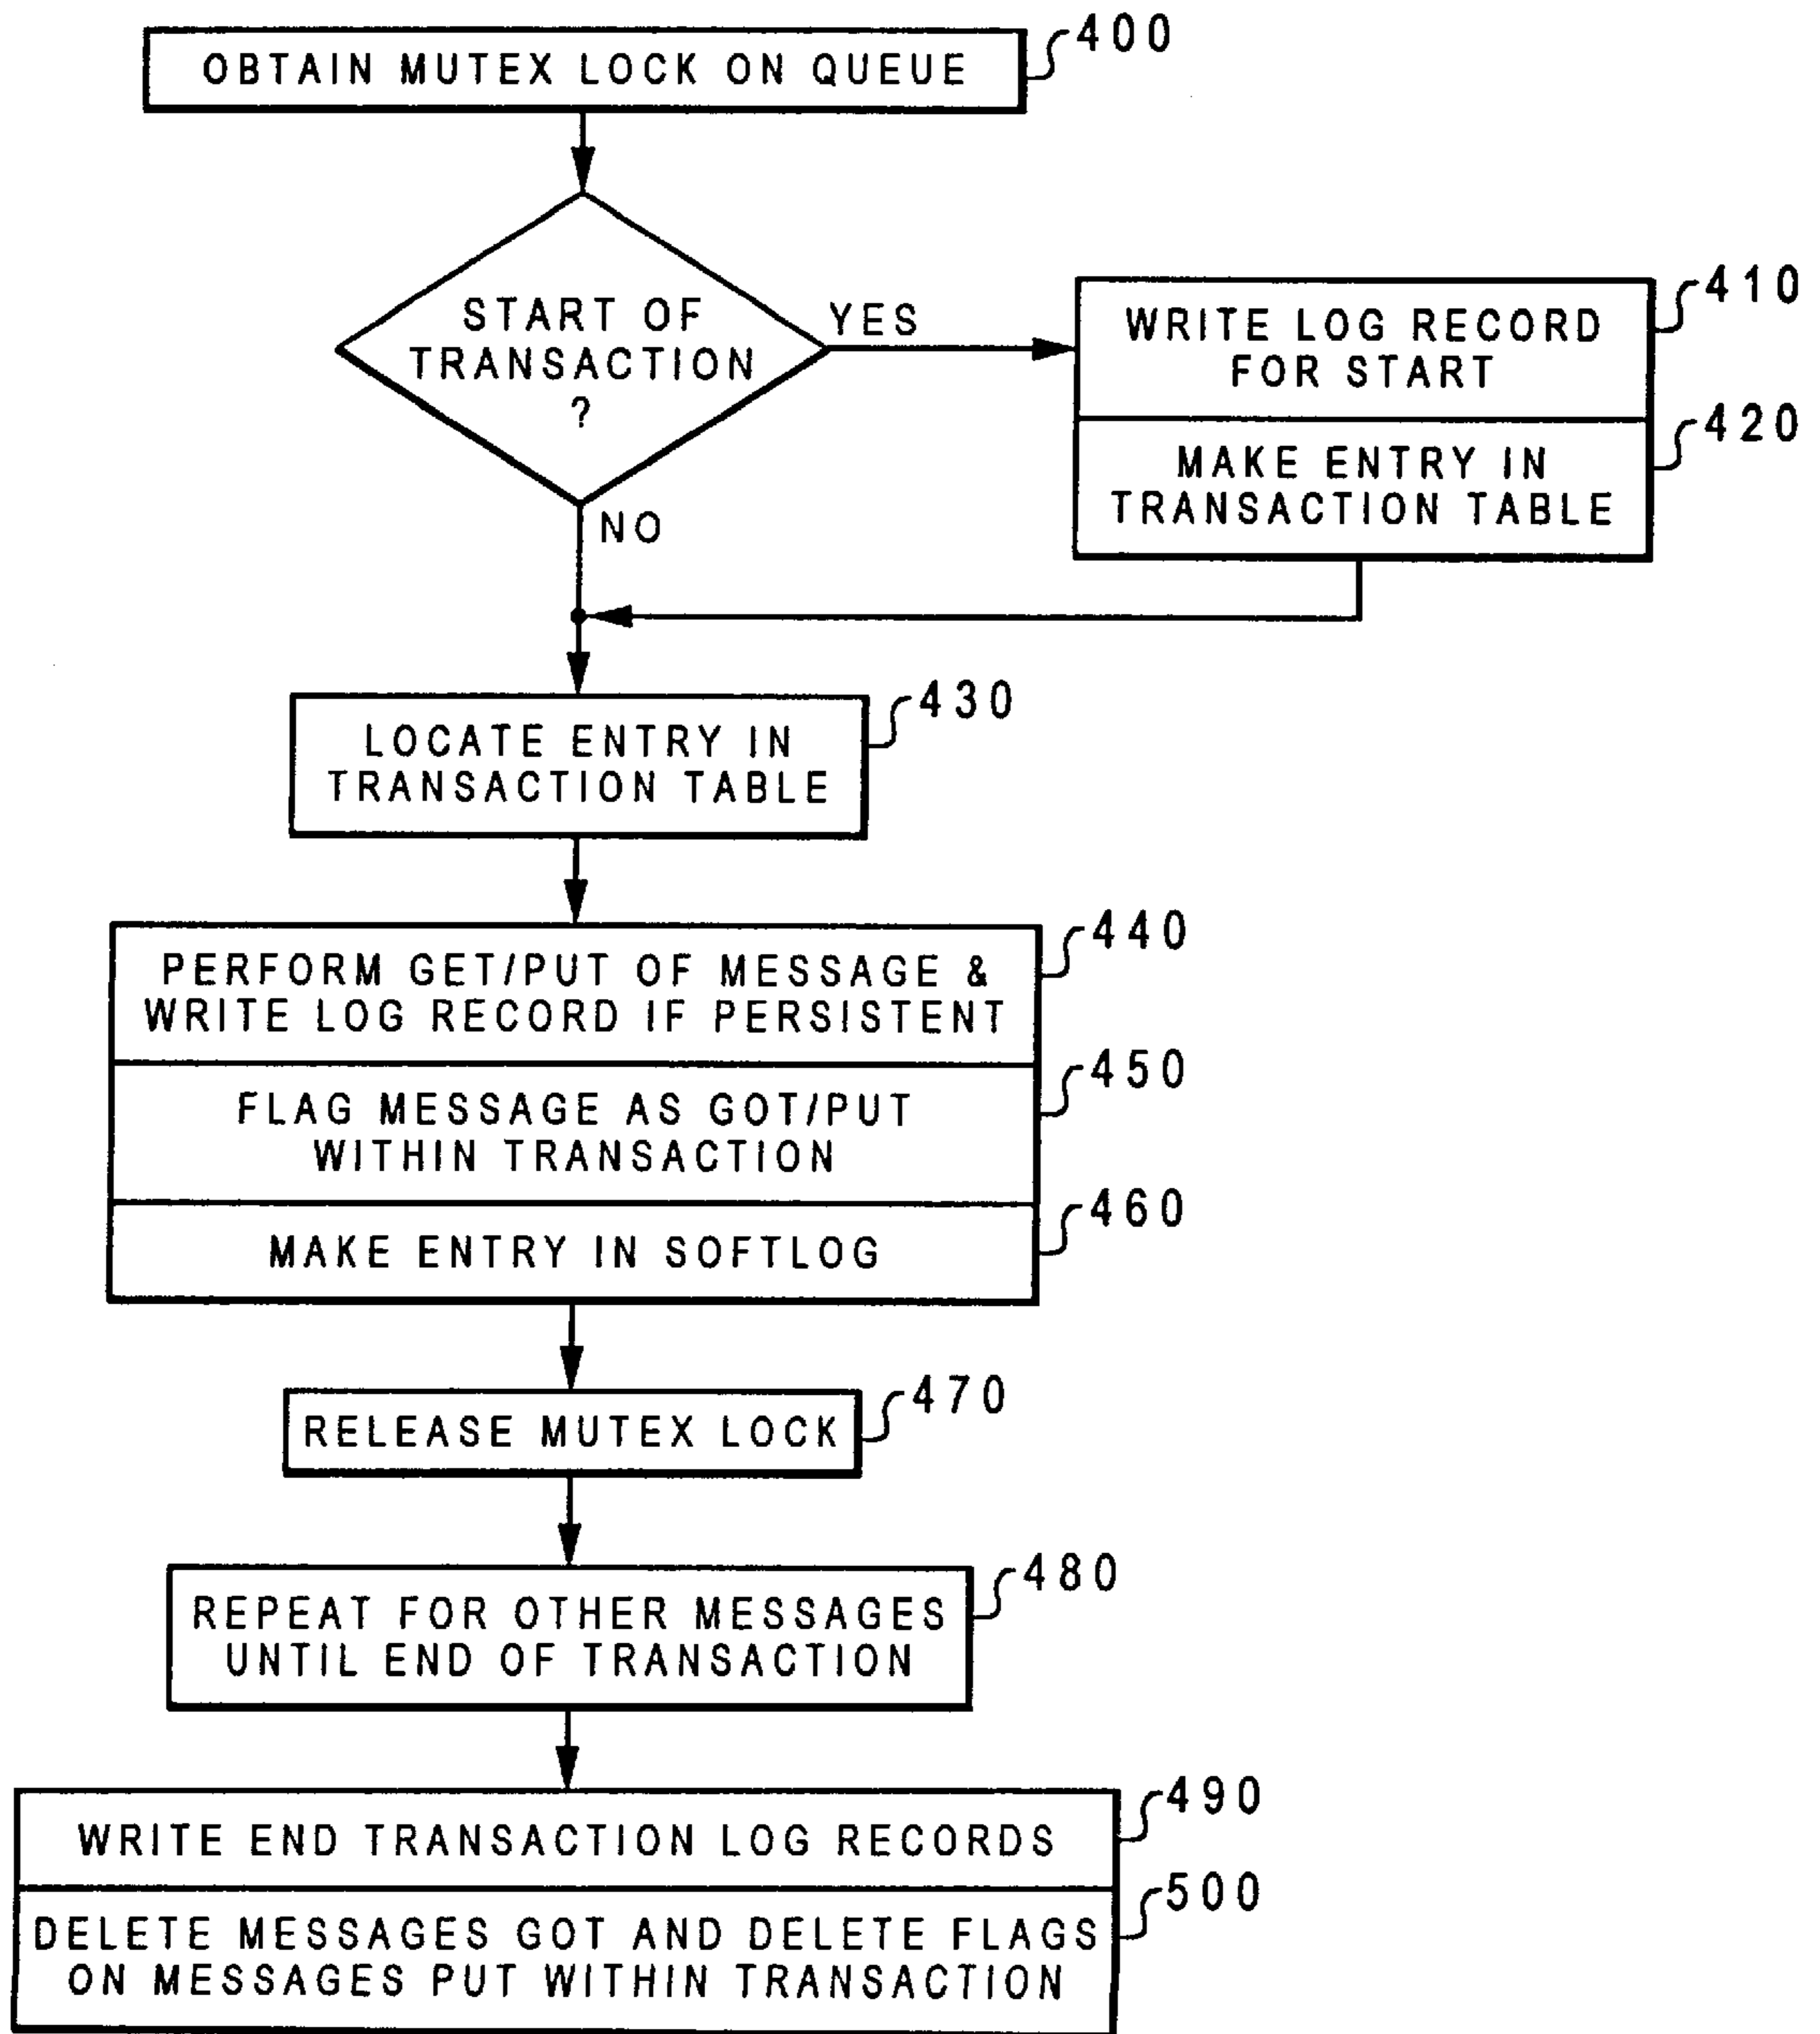 400
OBTAIN MUTEX LOCK ON QUEUE
START OF
TRANSACTION
?
YES
410
WRITE LOG RECORD
FOR START
420
MAKE ENTRY IN
TRANSACTION TABLE
NO
430
LOCATE ENTRY IN
TRANSACTION TABLE
440
PERFORM GET/PUT OF MESSAGE &
WRITE LOG RECORD IF PERSISTENT
450
FLAG MESSAGE AS GOT/PUT
WITHIN TRANSACTION
460
MAKE ENTRY IN SOFTLOG
470
RELEASE MUTEX LOCK
480
REPEAT FOR OTHER MESSAGES
UNTIL END OF TRANSACTION
490
WRITE END TRANSACTION LOG RECORDS
500
DELETE MESSAGES GOT AND DELETE FLAGS
ON MESSAGES PUT WITHIN TRANSACTION